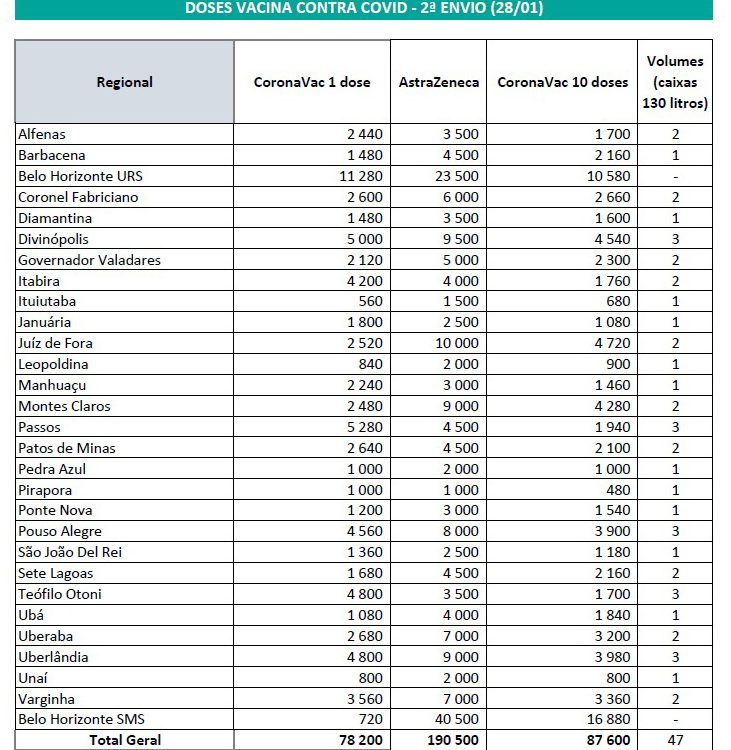 DOSES VACINA CONTRA COVID - 2ª ENVIO (28/01)
Regional CoronaVac 1 dose AstraZeneca CoronaVac 10 doses Volumes (caixas 130 litros)
Alfenas 2 440 3 500 1 700 2
Barbacena 1 480 4 500 2 160 1
Belo Horizonte URS 11 280 23 500 10 580 -
Coronel Fabriciano 2 600 6 000 2 660 2
Diamantina 1 480 3 500 1 600 1
Divinópolis 5 000 9 500 4 540 3
Governador Valadares 2 120 5 000 2 300 2
Itabira 4 200 4 000 1 760 2
Ituiutaba 560 1 500 680 1
Januária 1 800 2 500 1 080 1
Juíz de Fora 2 520 10 000 4 720 2
Leopoldina 840 2 000 900 1
Manhuaçu 2 240 3 000 1 460 1
Montes Claros 2 480 9 000 4 280 2
Passos 5 280 4 500 1 940 3
Patos de Minas 2 640 4 500 2 100 2
Pedra Azul 1 000 2 000 1 000 1
Pirapora 1 000 1 000 480 1
Ponte Nova 1 200 3 000 1 540 1
Pouso Alegre 4 560 8 000 3 900 3
São João Del Rei 1 360 2 500 1 180 1
Sete Lagoas 1 680 4 500 2 160 2
Teófilo Otoni 4 800 3 500 1 700 3
Ubá 1 080 4 000 1 840 1
Uberaba 2 680 7 000 3 200 2
Uberlândia 4 800 9 000 3 980 3
Unaí 800 2 000 800 1
Varginha 3 560 7 000 3 360 2
Belo Horizonte SMS 720 40 500 16 880 -
Total Geral 78 200 190 500 87 600 47